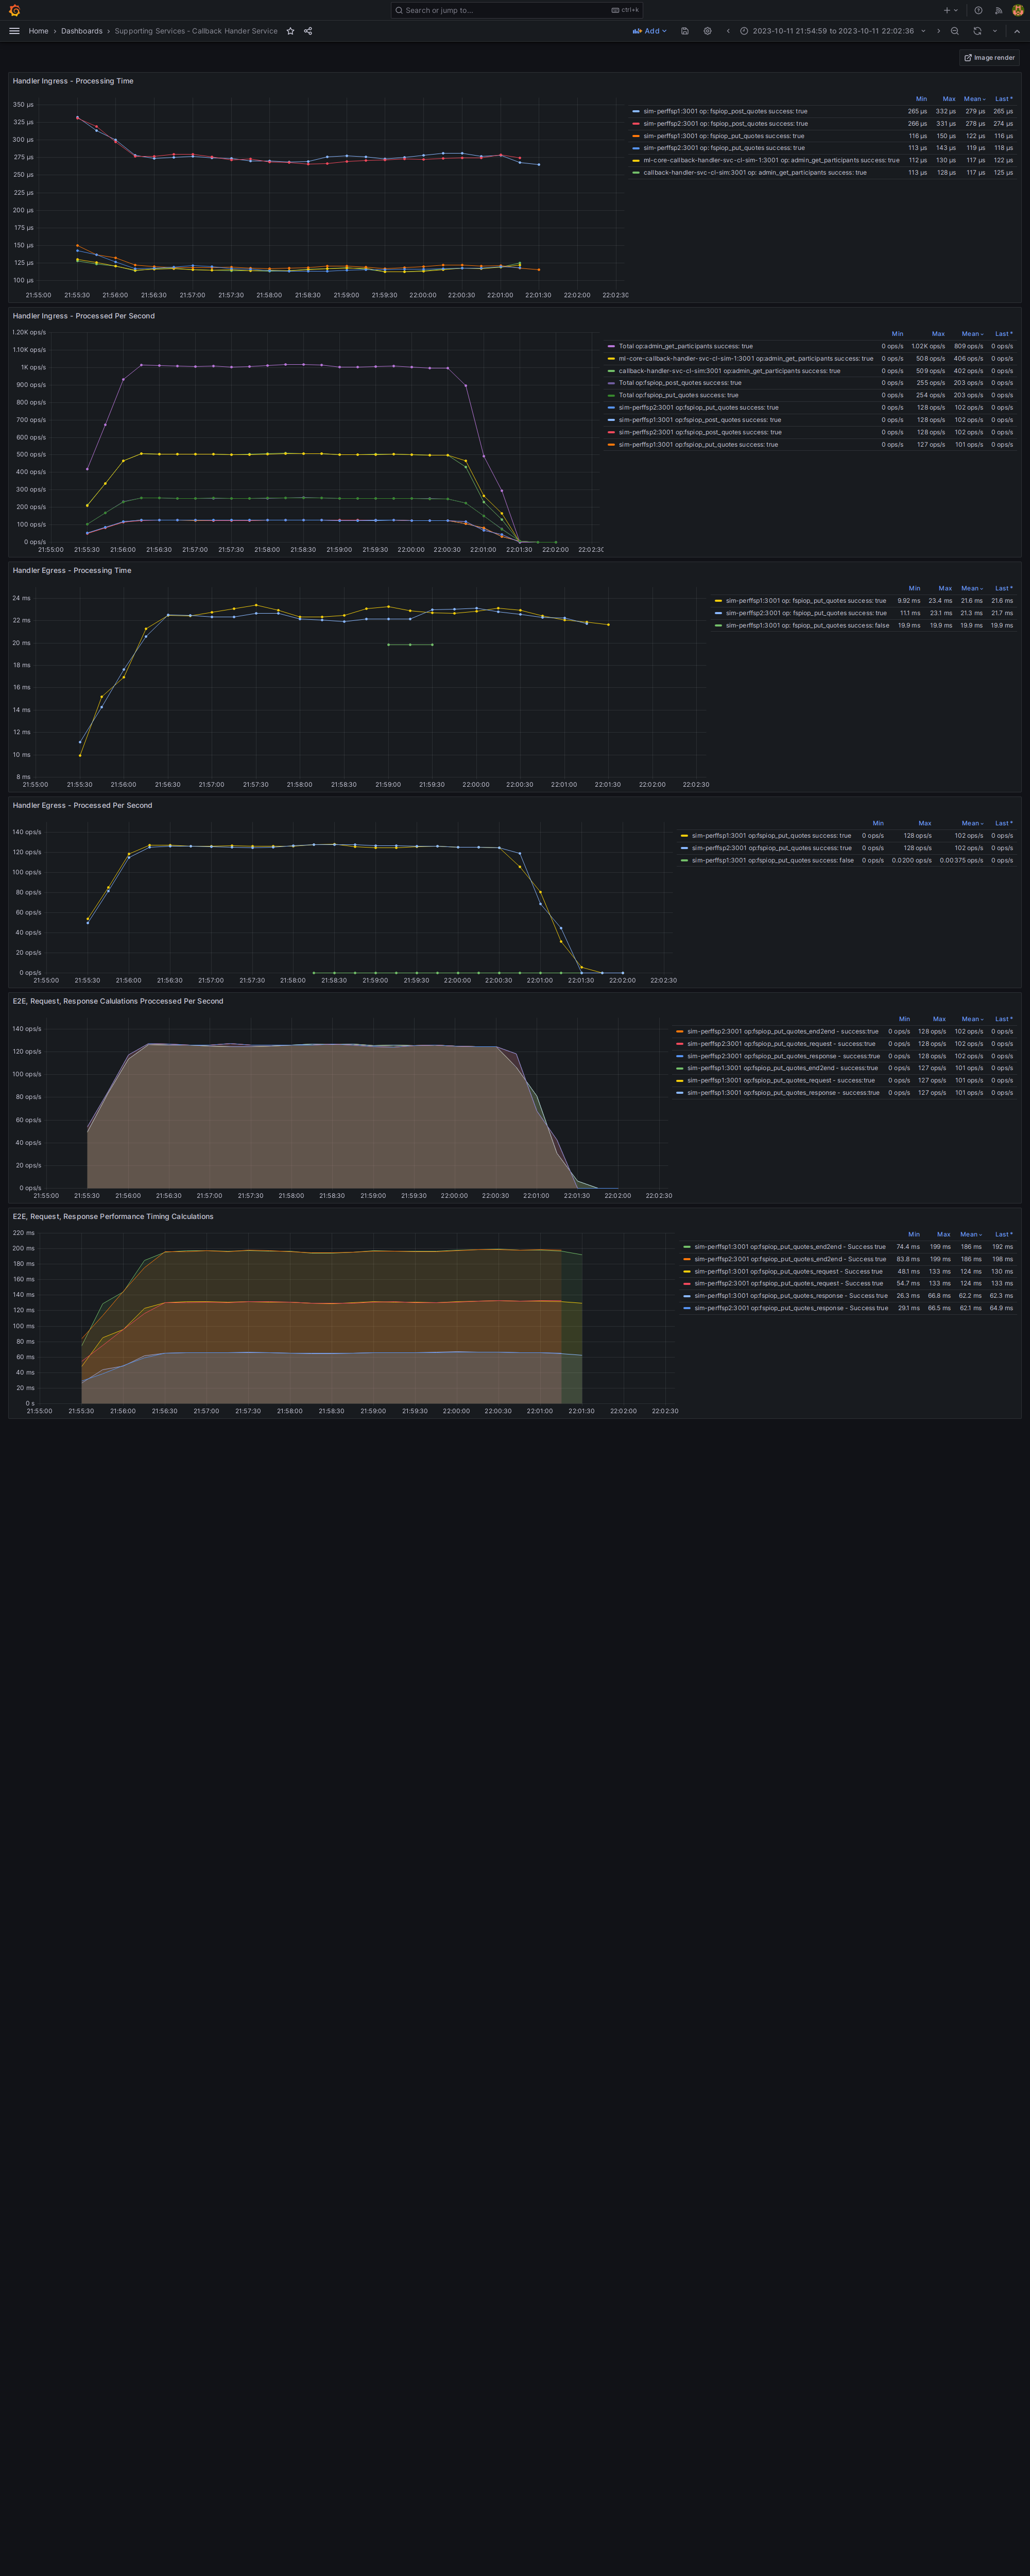 Search or jump to...
ctrl+k
Home › Dashboards › Supporting Services - Callback Hander Service
Add
2023-10-11 21:54:59 to 2023-10-11 22:02:36
Image render
Handler Ingress - Processing Time
350 µs
325 µs
300 µs
275 µs
250 µs
225 µs
200 µs
175 µs
150 µs
125 µs
100 µs
21:55:00 21:55:30 21:56:00 21:56:30 21:57:00 21:57:30 21:58:00 21:58:30 21:59:00 21:59:30 22:00:00 22:00:30 22:01:00 22:01:30 22:02:00 22:02:30
Min Max Mean Last *
sim-perffsp1:3001 op: fspiop_post_quotes success: true 265 µs 332 µs 279 µs 265 µs
sim-perffsp2:3001 op: fspiop_post_quotes success: true 266 µs 331 µs 278 µs 274 µs
sim-perffsp1:3001 op: fspiop_put_quotes success: true 116 µs 150 µs 122 µs 116 µs
sim-perffsp2:3001 op: fspiop_put_quotes success: true 113 µs 143 µs 119 µs 118 µs
ml-core-callback-handler-svc-cl-sim-1:3001 op: admin_get_participants success: true 112 µs 130 µs 117 µs 122 µs
callback-handler-svc-cl-sim:3001 op: admin_get_participants success: true 113 µs 128 µs 117 µs 125 µs
Handler Ingress - Processed Per Second
1.20K ops/s
1.10K ops/s
1K ops/s
900 ops/s
800 ops/s
700 ops/s
600 ops/s
500 ops/s
400 ops/s
300 ops/s
200 ops/s
100 ops/s
0 ops/s
21:55:00 21:55:30 21:56:00 21:56:30 21:57:00 21:57:30 21:58:00 21:58:30 21:59:00 21:59:30 22:00:00 22:00:30 22:01:00 22:01:30 22:02:00 22:02:30
Min Max Mean Last *
Total op:admin_get_participants success: true 0 ops/s 1.02K ops/s 809 ops/s 0 ops/s
ml-core-callback-handler-svc-cl-sim-1:3001 op:admin_get_participants success: true 0 ops/s 508 ops/s 406 ops/s 0 ops/s
callback-handler-svc-cl-sim:3001 op:admin_get_participants success: true 0 ops/s 509 ops/s 402 ops/s 0 ops/s
Total op:fspiop_post_quotes success: true 0 ops/s 255 ops/s 203 ops/s 0 ops/s
Total op:fspiop_put_quotes success: true 0 ops/s 254 ops/s 203 ops/s 0 ops/s
sim-perffsp2:3001 op:fspiop_put_quotes success: true 0 ops/s 128 ops/s 102 ops/s 0 ops/s
sim-perffsp1:3001 op:fspiop_post_quotes success: true 0 ops/s 128 ops/s 102 ops/s 0 ops/s
sim-perffsp2:3001 op:fspiop_post_quotes success: true 0 ops/s 128 ops/s 102 ops/s 0 ops/s
sim-perffsp1:3001 op:fspiop_put_quotes success: true 0 ops/s 127 ops/s 101 ops/s 0 ops/s
Handler Egress - Processing Time
24 ms
22 ms
20 ms
18 ms
16 ms
14 ms
12 ms
10 ms
8 ms
21:55:00 21:55:30 21:56:00 21:56:30 21:57:00 21:57:30 21:58:00 21:58:30 21:59:00 21:59:30 22:00:00 22:00:30 22:01:00 22:01:30 22:02:00 22:02:30
Min Max Mean Last *
sim-perffsp1:3001 op: fspiop_put_quotes success: true 9.92 ms 23.4 ms 21.6 ms 21.6 ms
sim-perffsp2:3001 op: fspiop_put_quotes success: true 11.1 ms 23.1 ms 21.3 ms 21.7 ms
sim-perffsp1:3001 op: fspiop_put_quotes success: false 19.9 ms 19.9 ms 19.9 ms 19.9 ms
Handler Egress - Processed Per Second
140 ops/s
120 ops/s
100 ops/s
80 ops/s
60 ops/s
40 ops/s
20 ops/s
0 ops/s
21:55:00 21:55:30 21:56:00 21:56:30 21:57:00 21:57:30 21:58:00 21:58:30 21:59:00 21:59:30 22:00:00 22:00:30 22:01:00 22:01:30 22:02:00 22:02:30
Min Max Mean Last *
sim-perffsp1:3001 op:fspiop_put_quotes success: true 0 ops/s 128 ops/s 102 ops/s 0 ops/s
sim-perffsp2:3001 op:fspiop_put_quotes success: true 0 ops/s 128 ops/s 102 ops/s 0 ops/s
sim-perffsp1:3001 op:fspiop_put_quotes success: false 0 ops/s 0.0200 ops/s 0.00375 ops/s 0 ops/s
E2E, Request, Response Calulations Proccessed Per Second
140 ops/s
120 ops/s
100 ops/s
80 ops/s
60 ops/s
40 ops/s
20 ops/s
0 ops/s
21:55:00 21:55:30 21:56:00 21:56:30 21:57:00 21:57:30 21:58:00 21:58:30 21:59:00 21:59:30 22:00:00 22:00:30 22:01:00 22:01:30 22:02:00 22:02:30
Min Max Mean Last *
sim-perffsp2:3001 op:fspiop_put_quotes_end2end - success:true 0 ops/s 128 ops/s 102 ops/s 0 ops/s
sim-perffsp2:3001 op:fspiop_put_quotes_request - success:true 0 ops/s 128 ops/s 102 ops/s 0 ops/s
sim-perffsp2:3001 op:fspiop_put_quotes_response - success:true 0 ops/s 128 ops/s 102 ops/s 0 ops/s
sim-perffsp1:3001 op:fspiop_put_quotes_end2end - success:true 0 ops/s 127 ops/s 101 ops/s 0 ops/s
sim-perffsp1:3001 op:fspiop_put_quotes_request - success:true 0 ops/s 127 ops/s 101 ops/s 0 ops/s
sim-perffsp1:3001 op:fspiop_put_quotes_response - success:true 0 ops/s 127 ops/s 101 ops/s 0 ops/s
E2E, Request, Response Performance Timing Calculations
220 ms
200 ms
180 ms
160 ms
140 ms
120 ms
100 ms
80 ms
60 ms
40 ms
20 ms
0 s
21:55:00 21:55:30 21:56:00 21:56:30 21:57:00 21:57:30 21:58:00 21:58:30 21:59:00 21:59:30 22:00:00 22:00:30 22:01:00 22:01:30 22:02:00 22:02:30
Min Max Mean Last *
sim-perffsp1:3001 op:fspiop_put_quotes_end2end - Success true 74.4 ms 199 ms 186 ms 192 ms
sim-perffsp2:3001 op:fspiop_put_quotes_end2end - Success true 83.8 ms 199 ms 186 ms 198 ms
sim-perffsp1:3001 op:fspiop_put_quotes_request - Success true 48.1 ms 133 ms 124 ms 130 ms
sim-perffsp2:3001 op:fspiop_put_quotes_request - Success true 54.7 ms 133 ms 124 ms 133 ms
sim-perffsp1:3001 op:fspiop_put_quotes_response - Success true 26.3 ms 66.8 ms 62.2 ms 62.3 ms
sim-perffsp2:3001 op:fspiop_put_quotes_response - Success true 29.1 ms 66.5 ms 62.1 ms 64.9 ms